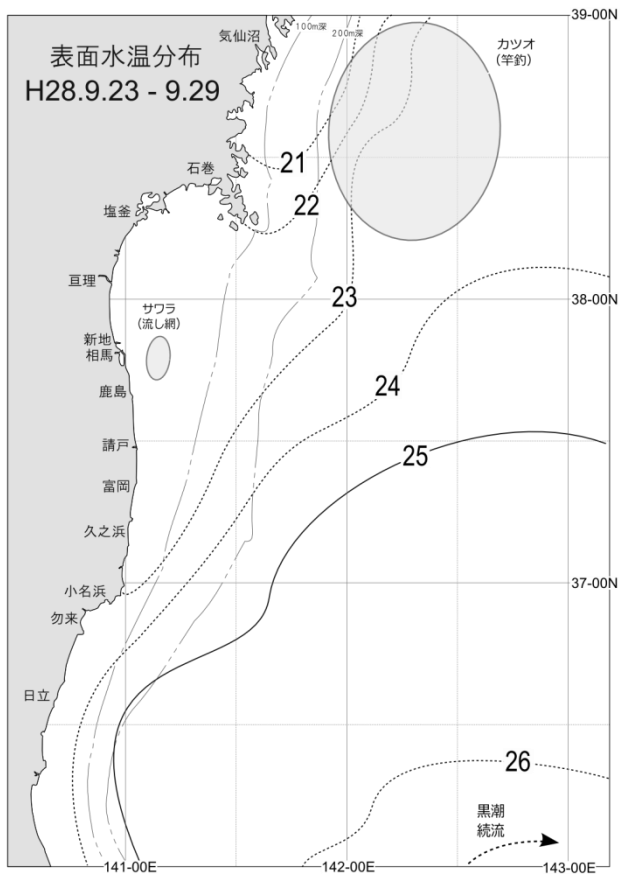 39-00N
気仙沼
100m深
200m深
カツオ
(竿釣)
表面水温分布
H28.9.23 - 9.29
21
石巻
22
塩釜
亘理
23
38-00N
サワラ
(流し網)
新地
相馬
24
鹿島
請戸
25
富岡
久之浜
小名浜
37-00N
勿来
日立
26
黒潮
続流
141-00E
142-00E
143-00E